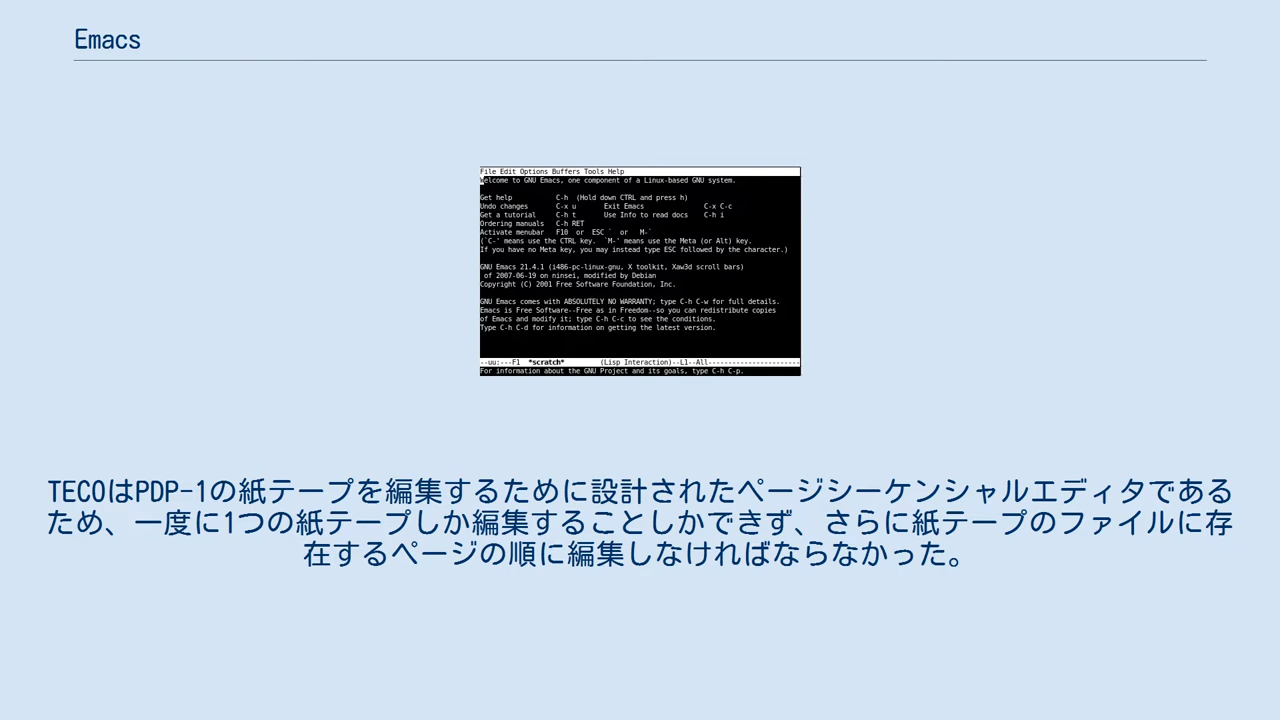 Emacs
File Edit Options Buffers Tools Help
Welcome to GNU Emacs, one component of a Linux-based GNU system.
Get help C-h (Hold down CTRL and press h)
Undo changes C-x u Exit Emacs C-x C-c
Get a tutorial C-h t Use Info to read docs C-h i
Ordering manuals C-h RET
Activate menubar F10 or ESC ` or M-`
(`C-' means use the CTRL key. `M-' means use the Meta (or Alt) key.
If you have no Meta key, you may instead type ESC followed by the character.)
GNU Emacs 21.4.1 (i486-pc-linux-gnu, X toolkit, Xaw3d scroll bars)
of 2007-06-19 on ninsei, modified by Debian
Copyright (C) 2001 Free Software Foundation, Inc.
GNU Emacs comes with ABSOLUTELY NO WARRANTY; type C-h C-w for full details.
Emacs is Free Software--Free as in Freedom--so you can redistribute copies
of Emacs and modify it; type C-h C-c to see the conditions.
Type C-h C-d for information on getting the latest version.
--uu:---F1 *scratch* (Lisp Interaction)--L1--All-----------------------
For information about the GNU Project and its goals, type C-h C-p.
TECOはPDP-1の紙テープを編集するために設計されたページシーケンシャルエディタである
ため、一度に1つの紙テープしか編集することしかできず、さらに紙テープのファイルに存
在するページの順に編集しなければならなかった。